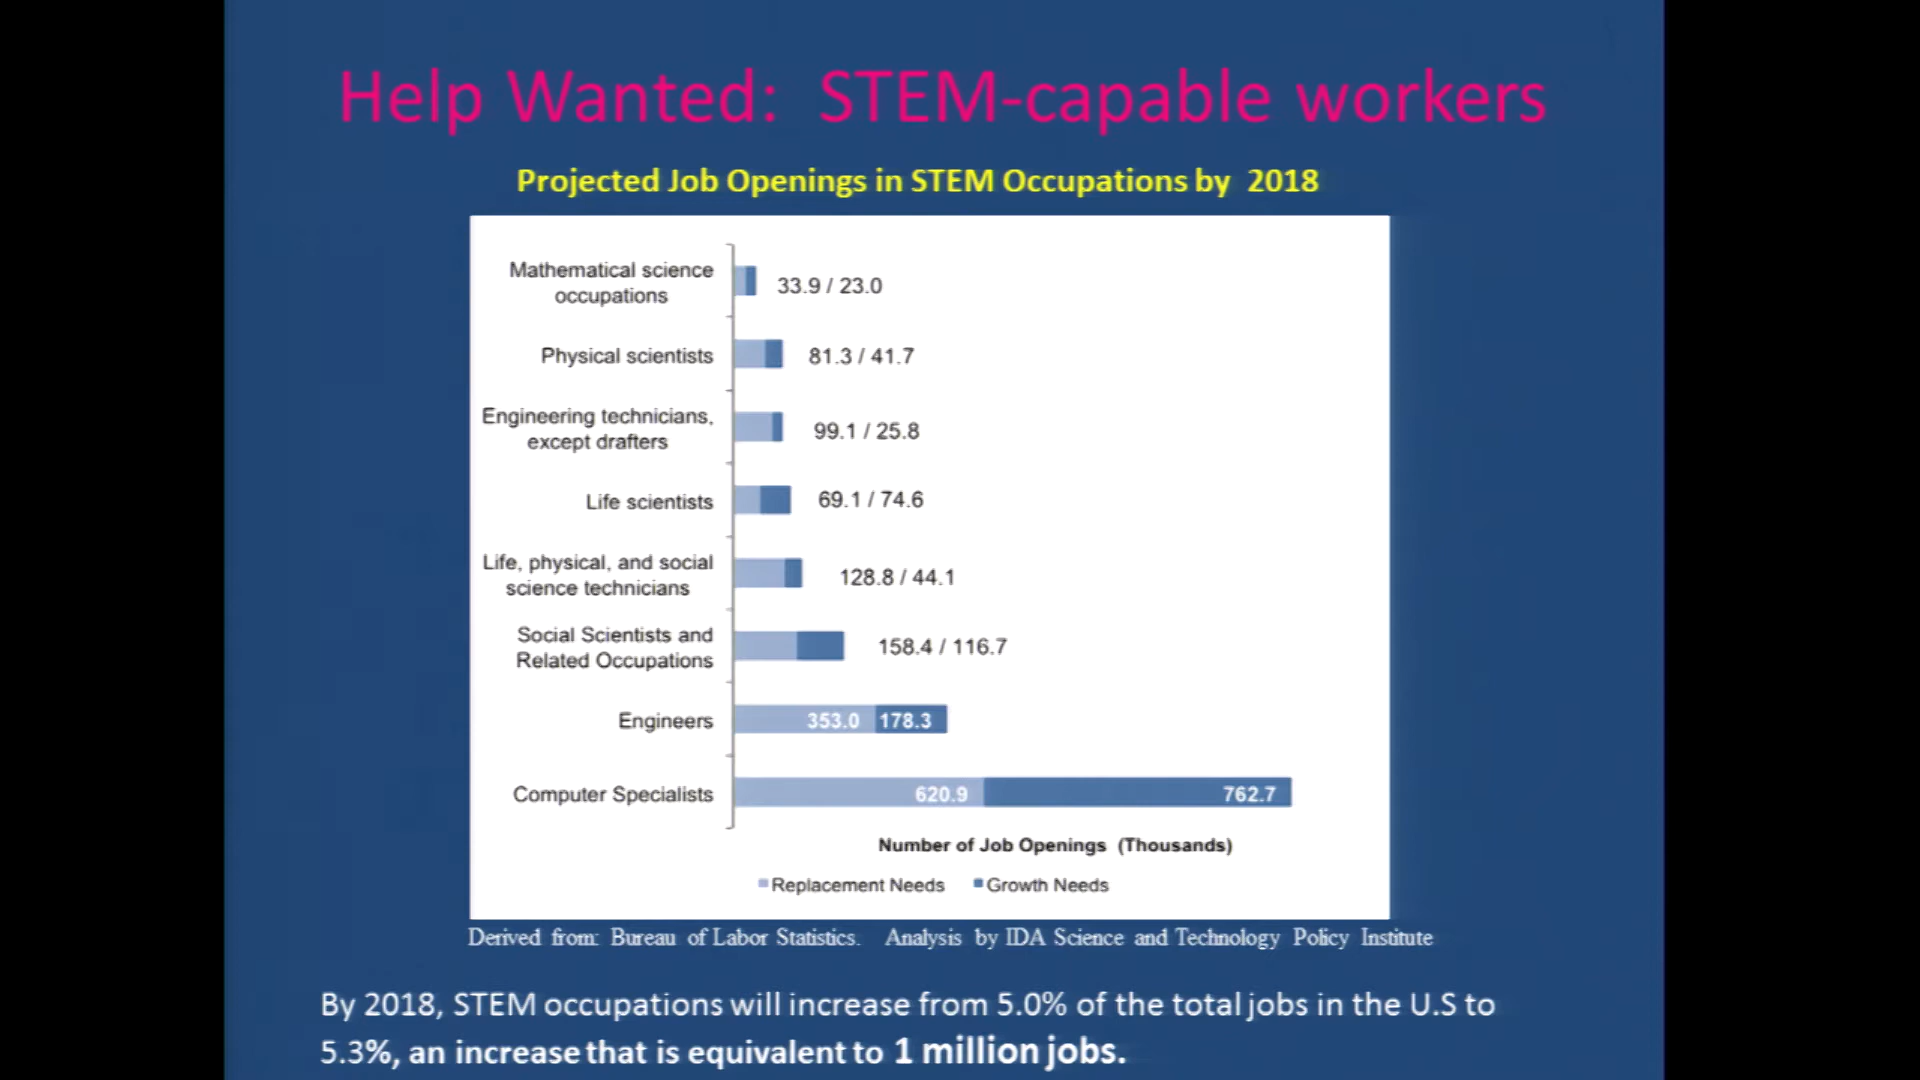 Help Wanted:  STEM-capable workers
Projected Job Openings in STEM Occupations by  2018
Mathematical science
occupations
33.9 / 23.0
Physical scientists
81.3 / 41.7
Engineering technicians,
except drafters
99.1 / 25.8
Life scientists
69.1 / 74.6
Life, physical, and social
science technicians
128.8 / 44.1
Social Scientists and
Related Occupations
158.4 / 116.7
Engineers
353.0 178.3
Computer Specialists
620.9 762.7
Number of Job Openings  (Thousands)
Replacement Needs Growth Needs
Derived from: Bureau of Labor Statistics.  Analysis by IDA Science and Technology Policy Institute
By 2018, STEM occupations will increase from 5.0% of the total jobs in the U.S to
5.3%, an increase that is equivalent to 1 million jobs.